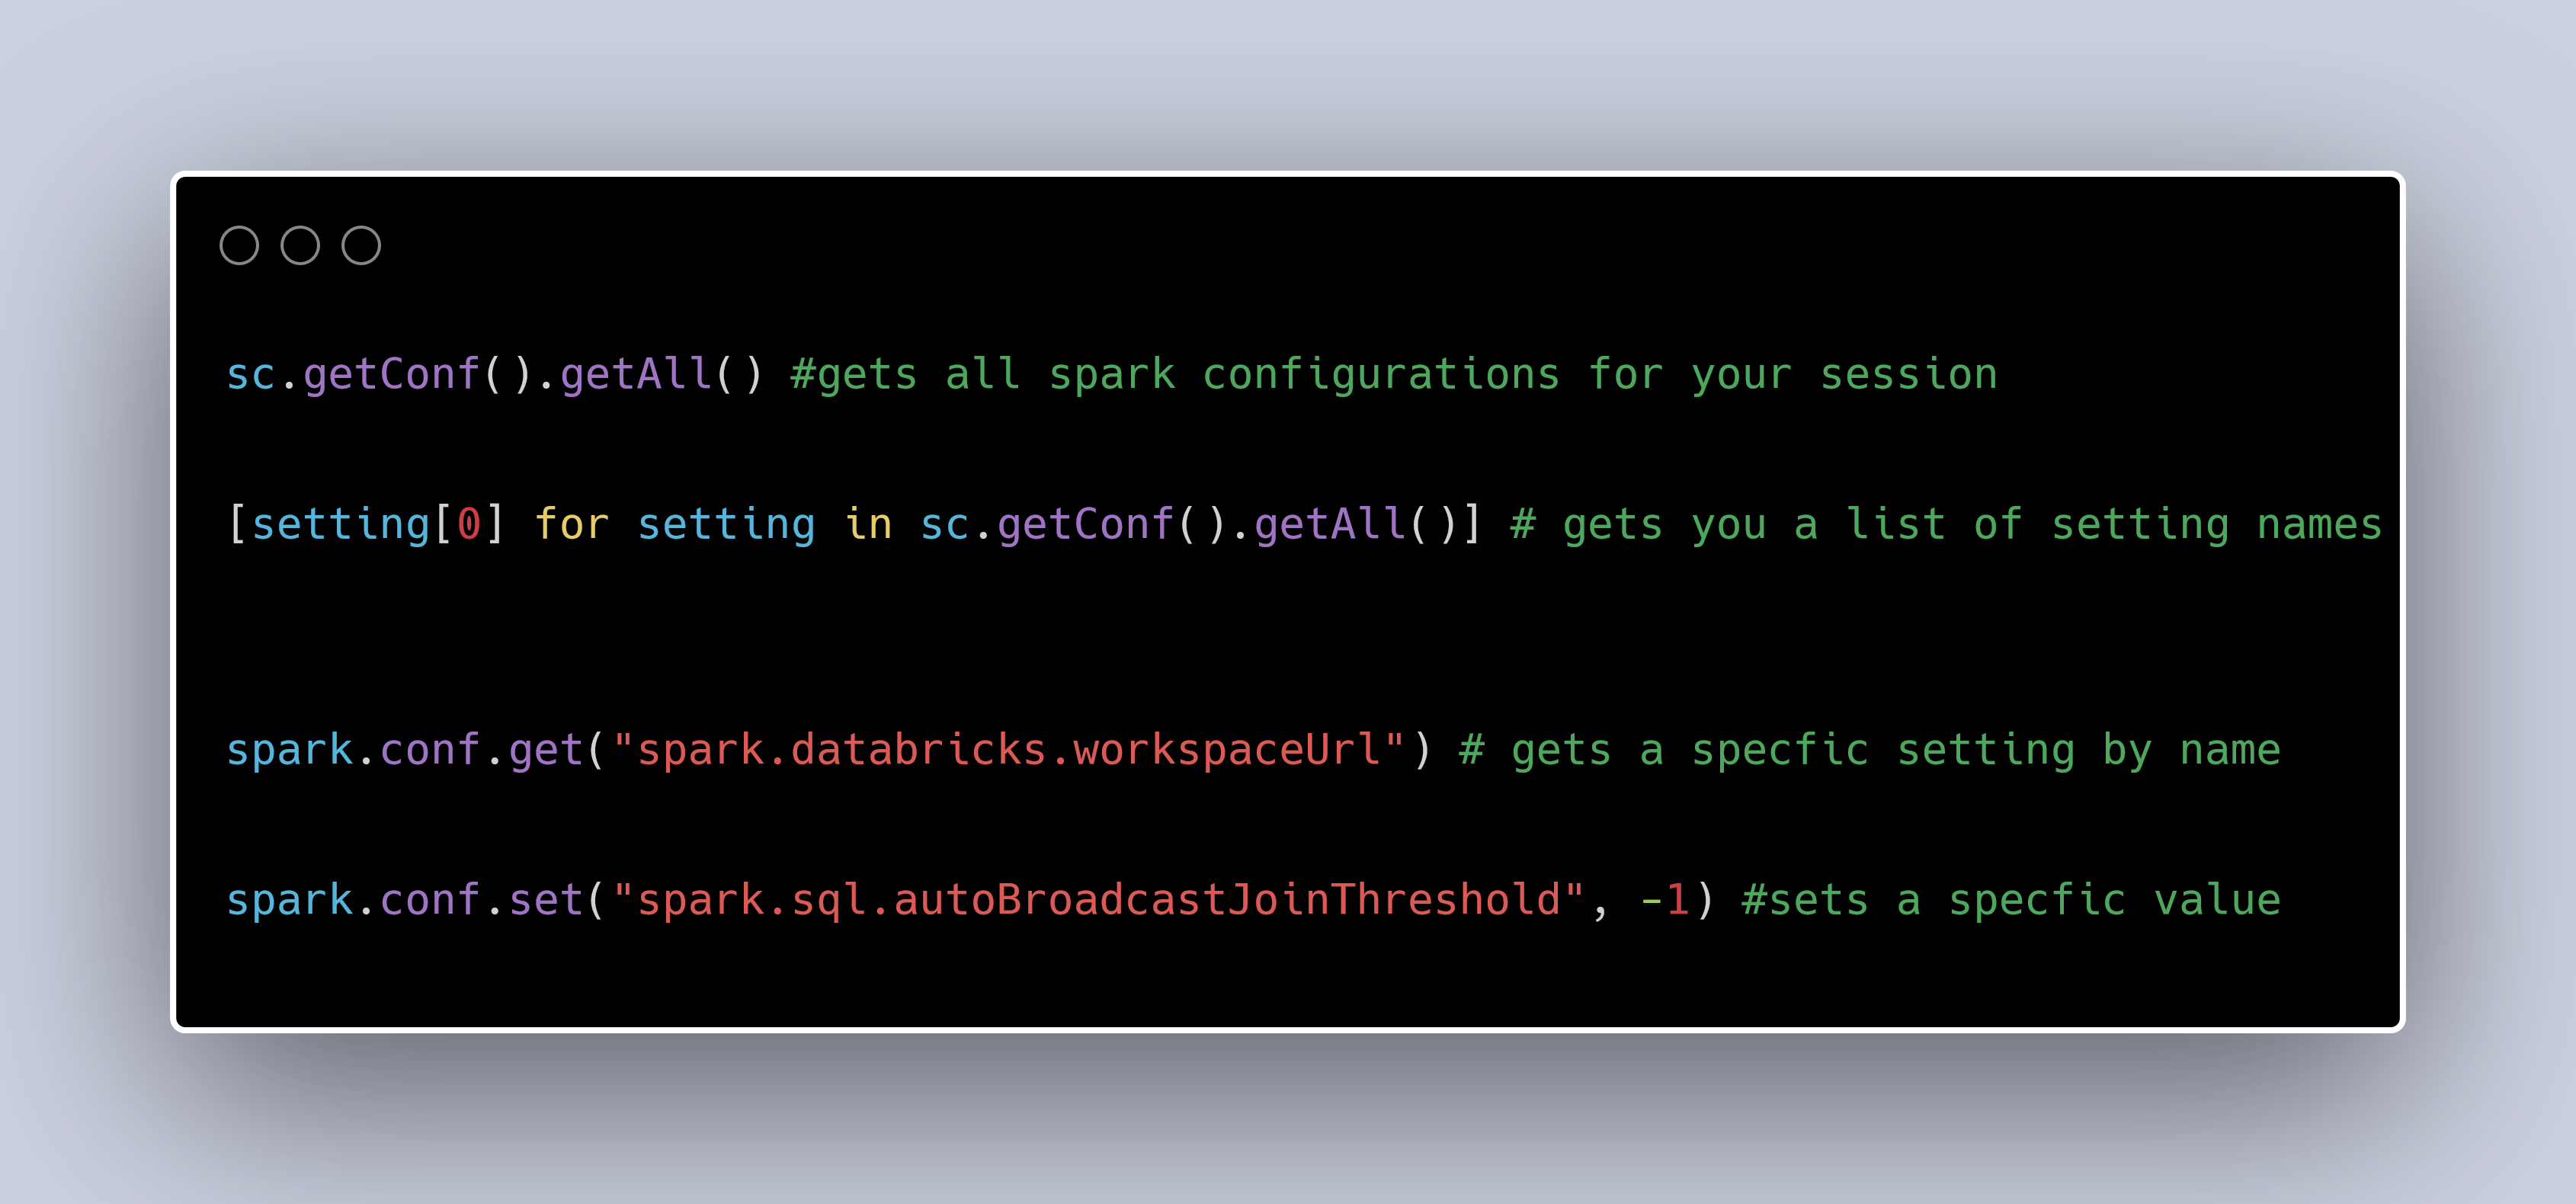 sc.getConf().getAll() #gets all spark configurations for your session
[setting[0] for setting in sc.getConf().getAll()] # gets you a list of setting names
spark.conf.get("spark.databricks.workspaceUrl") # gets a specfic setting by name
spark.conf.set("spark.sql.autoBroadcastJoinThreshold", -1) #sets a specfic value